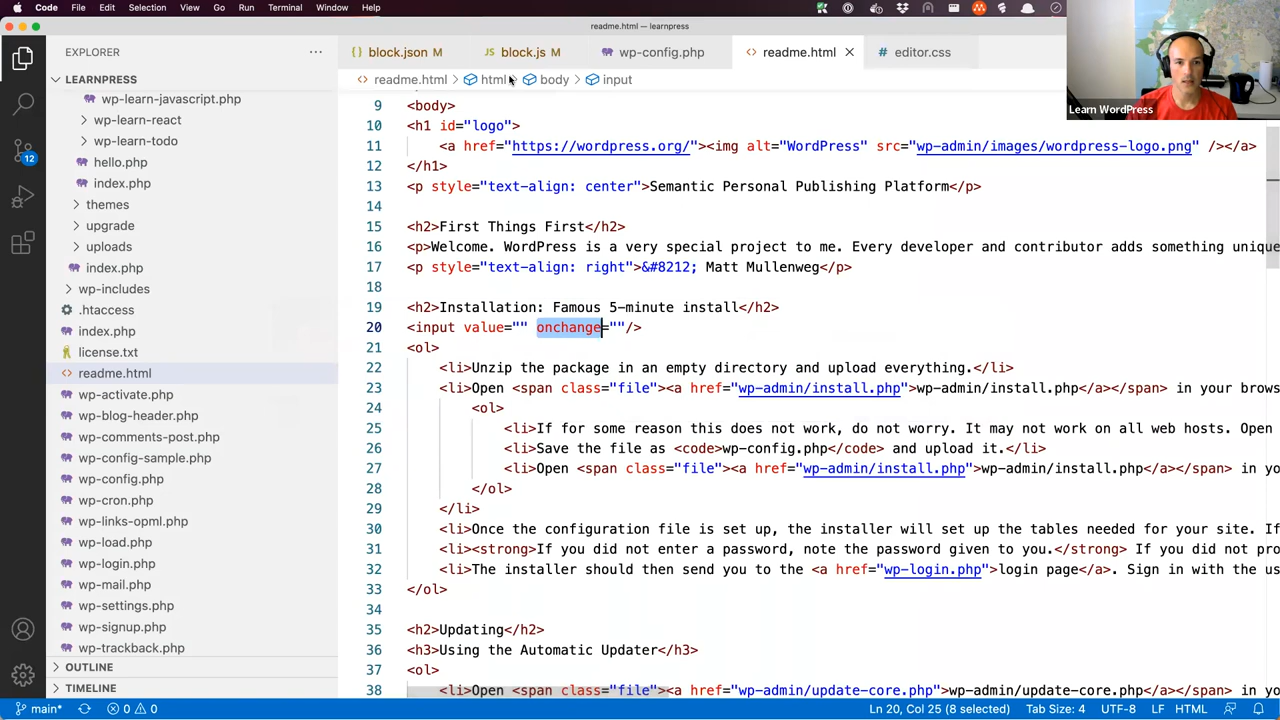 Code File Edit Selection View Go Run Terminal Window Help
readme.html — learnpress
EXPLORER
block.json M
JS block.js M
wp-config.php
readme.html
editor.css
Learn WordPress
LEARNPRESS
readme.html > html > body > input
wp-learn-javascript.php
wp-learn-react
wp-learn-todo
hello.php
index.php
themes
upgrade
uploads
index.php
wp-includes
.htaccess
index.php
license.txt
readme.html
wp-activate.php
wp-blog-header.php
wp-comments-post.php
wp-config-sample.php
wp-config.php
wp-cron.php
wp-links-opml.php
wp-load.php
wp-login.php
wp-mail.php
wp-settings.php
wp-signup.php
wp-trackback.php
OUTLINE
TIMELINE
12
9 <body>
10 <h1 id="logo">
11 <a href="https://wordpress.org/"><img alt="WordPress" src="wp-admin/images/wordpress-logo.png" /></a>
12 </h1>
13 <p style="text-align: center">Semantic Personal Publishing Platform</p>
14
15 <h2>First Things First</h2>
16 <p>Welcome. WordPress is a very special project to me. Every developer and contributor adds something unique
17 <p style="text-align: right">&#8212; Matt Mullenweg</p>
18
19 <h2>Installation: Famous 5-minute install</h2>
20 <input value="" onchange=""/>
21 <ol>
22 <li>Unzip the package in an empty directory and upload everything.</li>
23 <li>Open <span class="file"><a href="wp-admin/install.php">wp-admin/install.php</a></span> in your brows
24 <ol>
25 <li>If for some reason this does not work, do not worry. It may not work on all web hosts. Open
26 <li>Save the file as <code>wp-config.php</code> and upload it.</li>
27 <li>Open <span class="file"><a href="wp-admin/install.php">wp-admin/install.php</a></span> in yo
28 </ol>
29 </li>
30 <li>Once the configuration file is set up, the installer will set up the tables needed for your site. If
31 <li><strong>If you did not enter a password, note the password given to you.</strong> If you did not pro
32 <li>The installer should then send you to the <a href="wp-login.php">login page</a>. Sign in with the us
33 </ol>
34
35 <h2>Updating</h2>
36 <h3>Using the Automatic Updater</h3>
37 <ol>
38 <li>Open <span class="file"><a href="wp-admin/update-core.php">wp-admin/update-core.php</a></span> in yo
main* 0 0 Ln 20, Col 25 (8 selected) Tab Size: 4 UTF-8 LF HTML